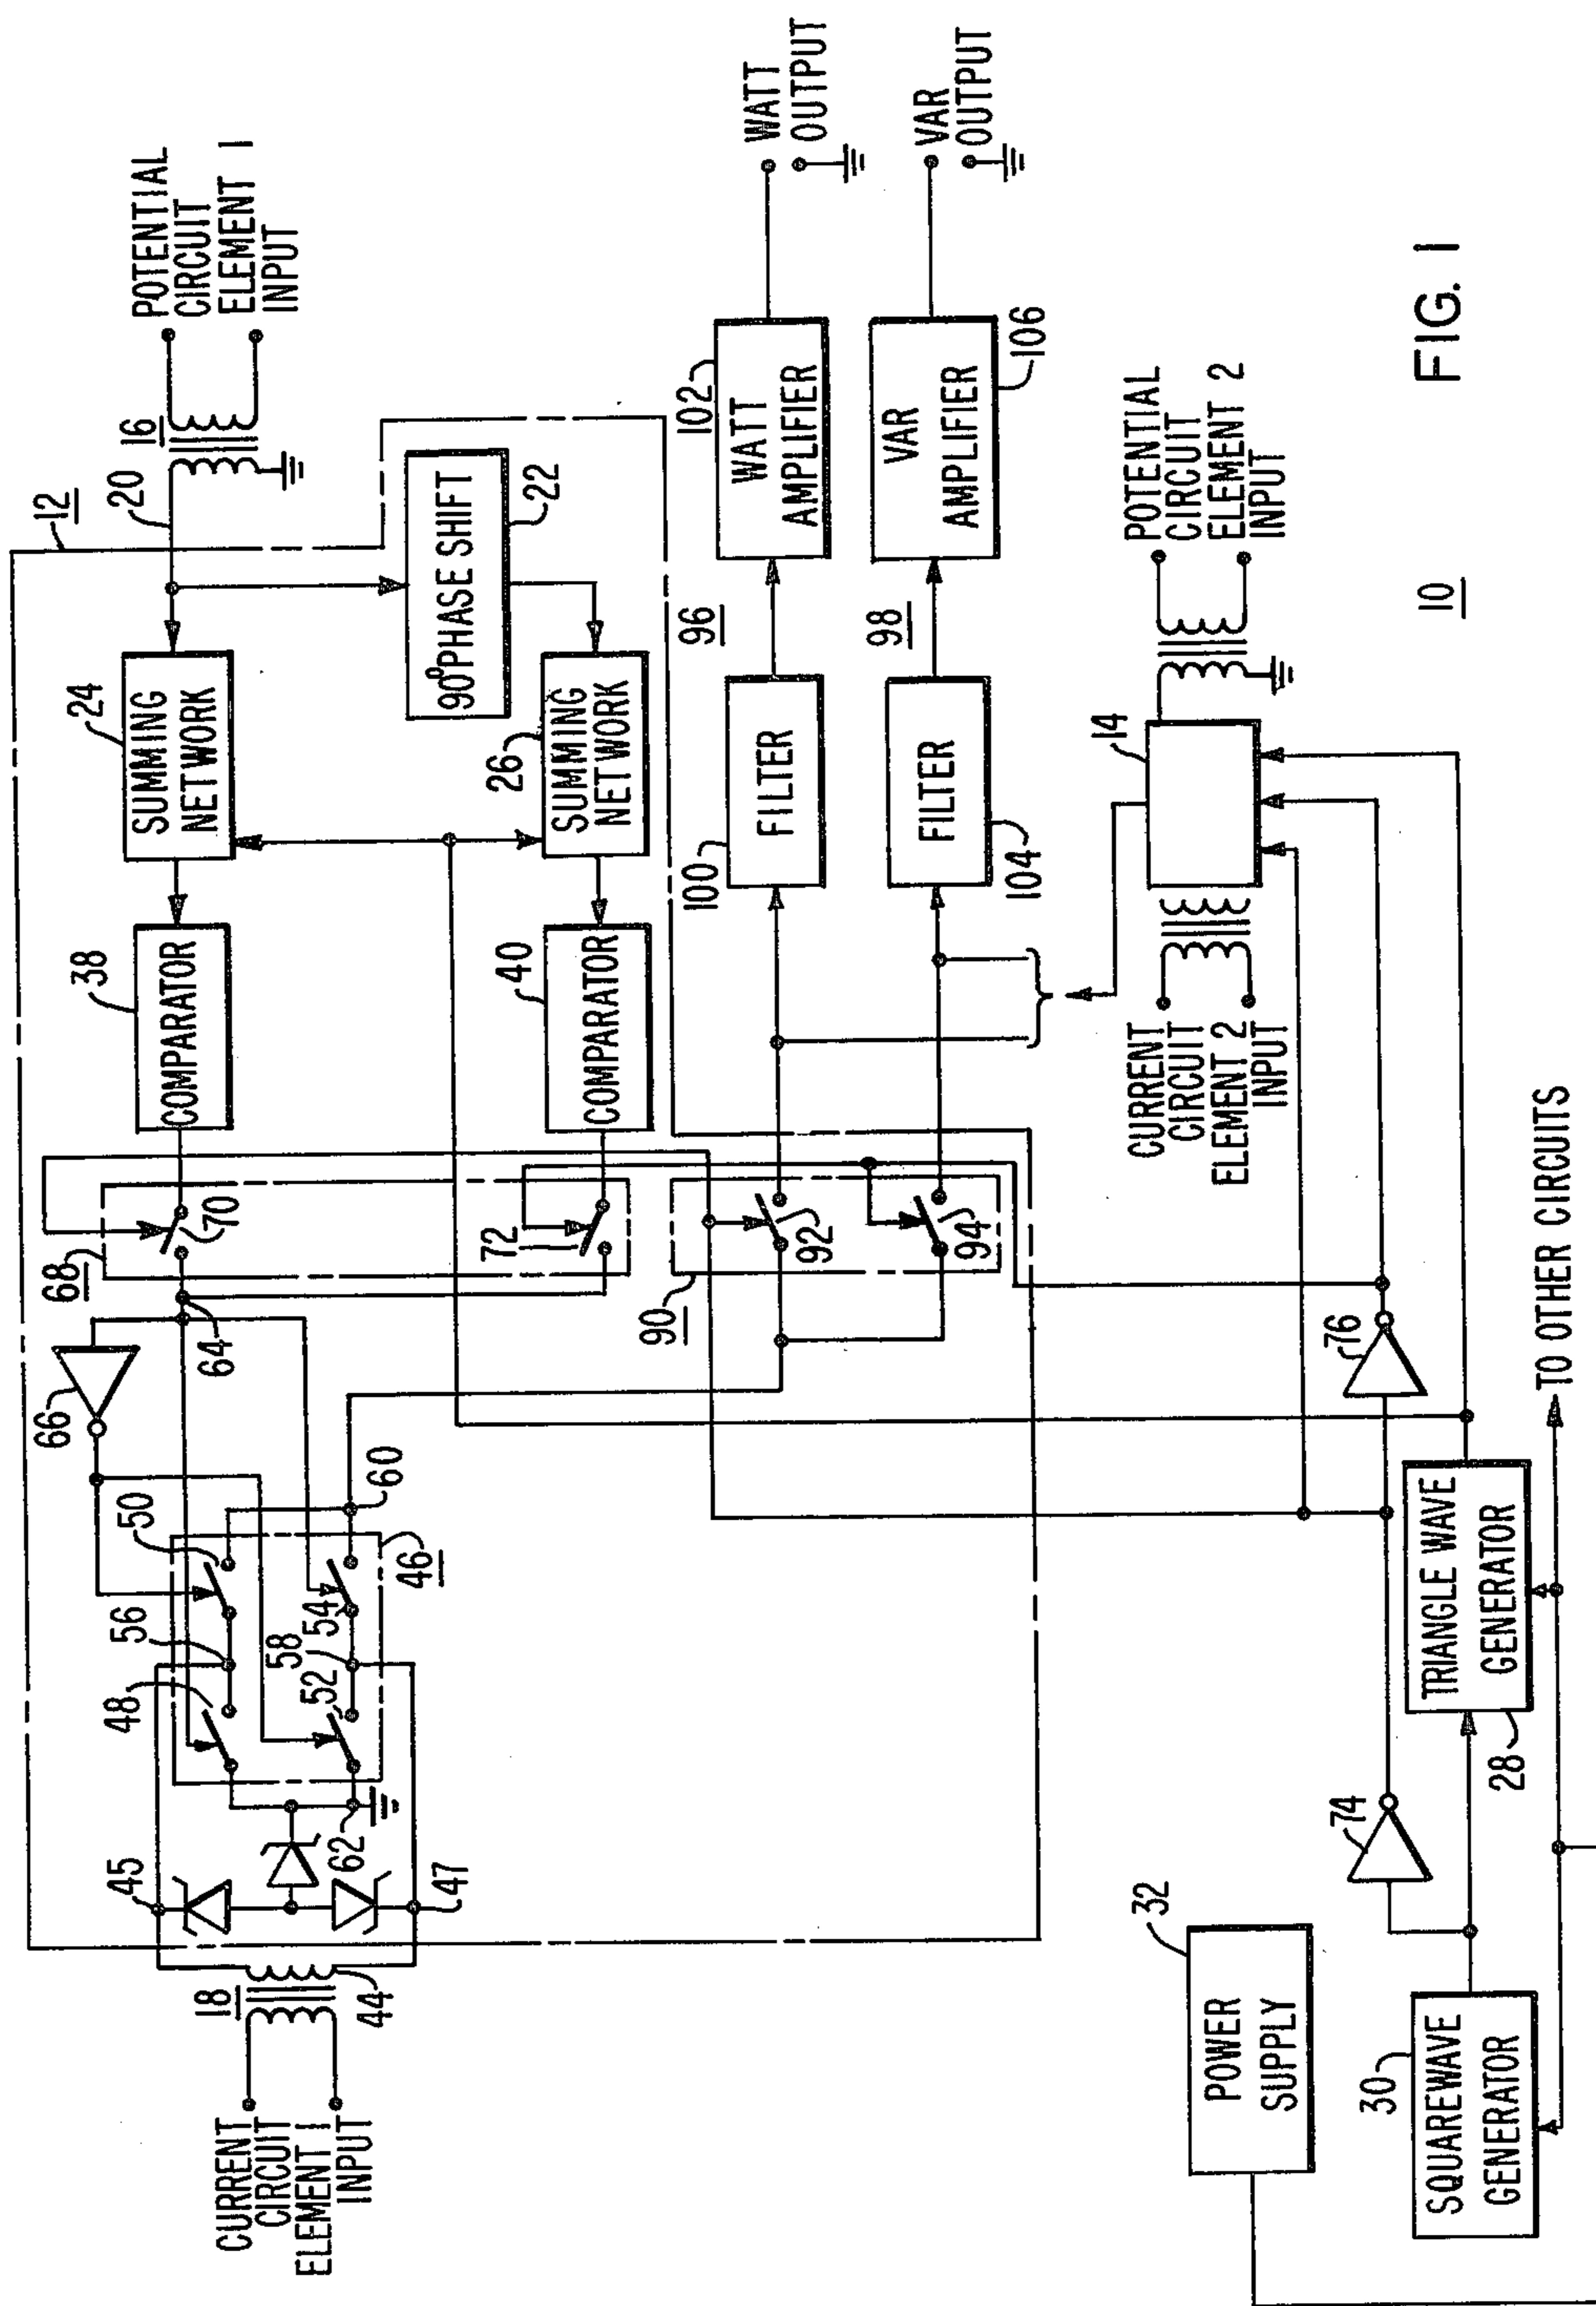 12
20
16
POTENTIAL
CIRCUIT
ELEMENT 1
INPUT
24
SUMMING
NETWORK
90° PHASE SHIFT
22
26
SUMMING
NETWORK
38
COMPARATOR
40
COMPARATOR
68
70
72
66
64
50
56
48
46
54
58
52
60
62
45
47
18
44
CURRENT
CIRCUIT
ELEMENT 1
INPUT
90
92
94
100
FILTER
96
102
WATT
AMPLIFIER
WATT
OUTPUT
104
FILTER
98
VAR
AMPLIFIER
106
VAR
OUTPUT
CURRENT
CIRCUIT
ELEMENT 2
INPUT
14
POTENTIAL
CIRCUIT
ELEMENT 2
INPUT
32
POWER
SUPPLY
74
76
30
SQUAREWAVE
GENERATOR
28
TRIANGLE WAVE
GENERATOR
TO OTHER CIRCUITS
10
FIG. 1